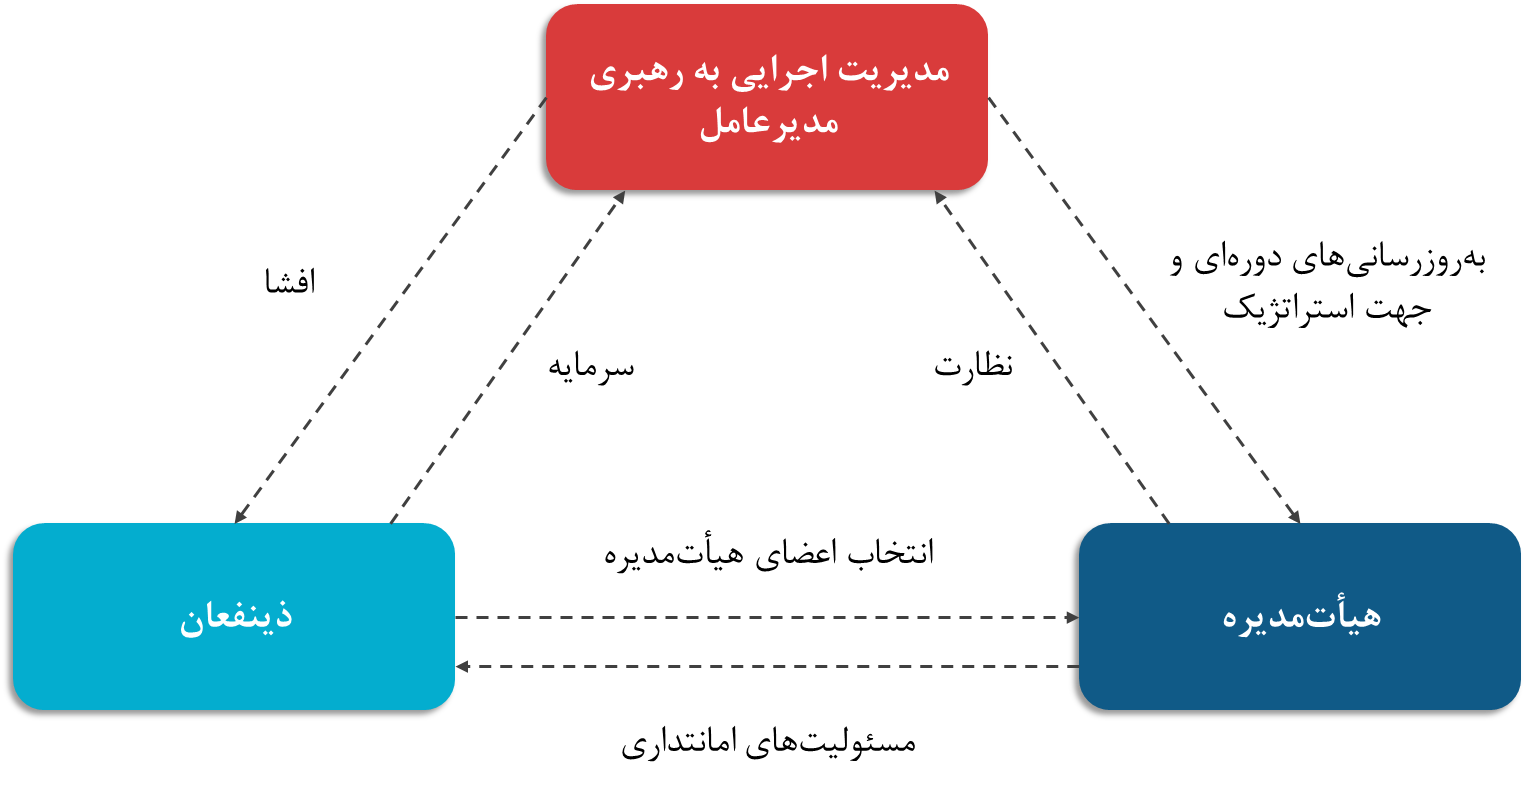 مدیریت اجرایی به رهبری
مدیرعامل
به‌روزرسانی‌های دوره‌ای و
جهت استراتژیک
افشا
نظارت
سرمایه
انتخاب اعضای هیأت‌مدیره
هیأت‌مدیره
ذینفعان
مسئولیت‌های امانتداری